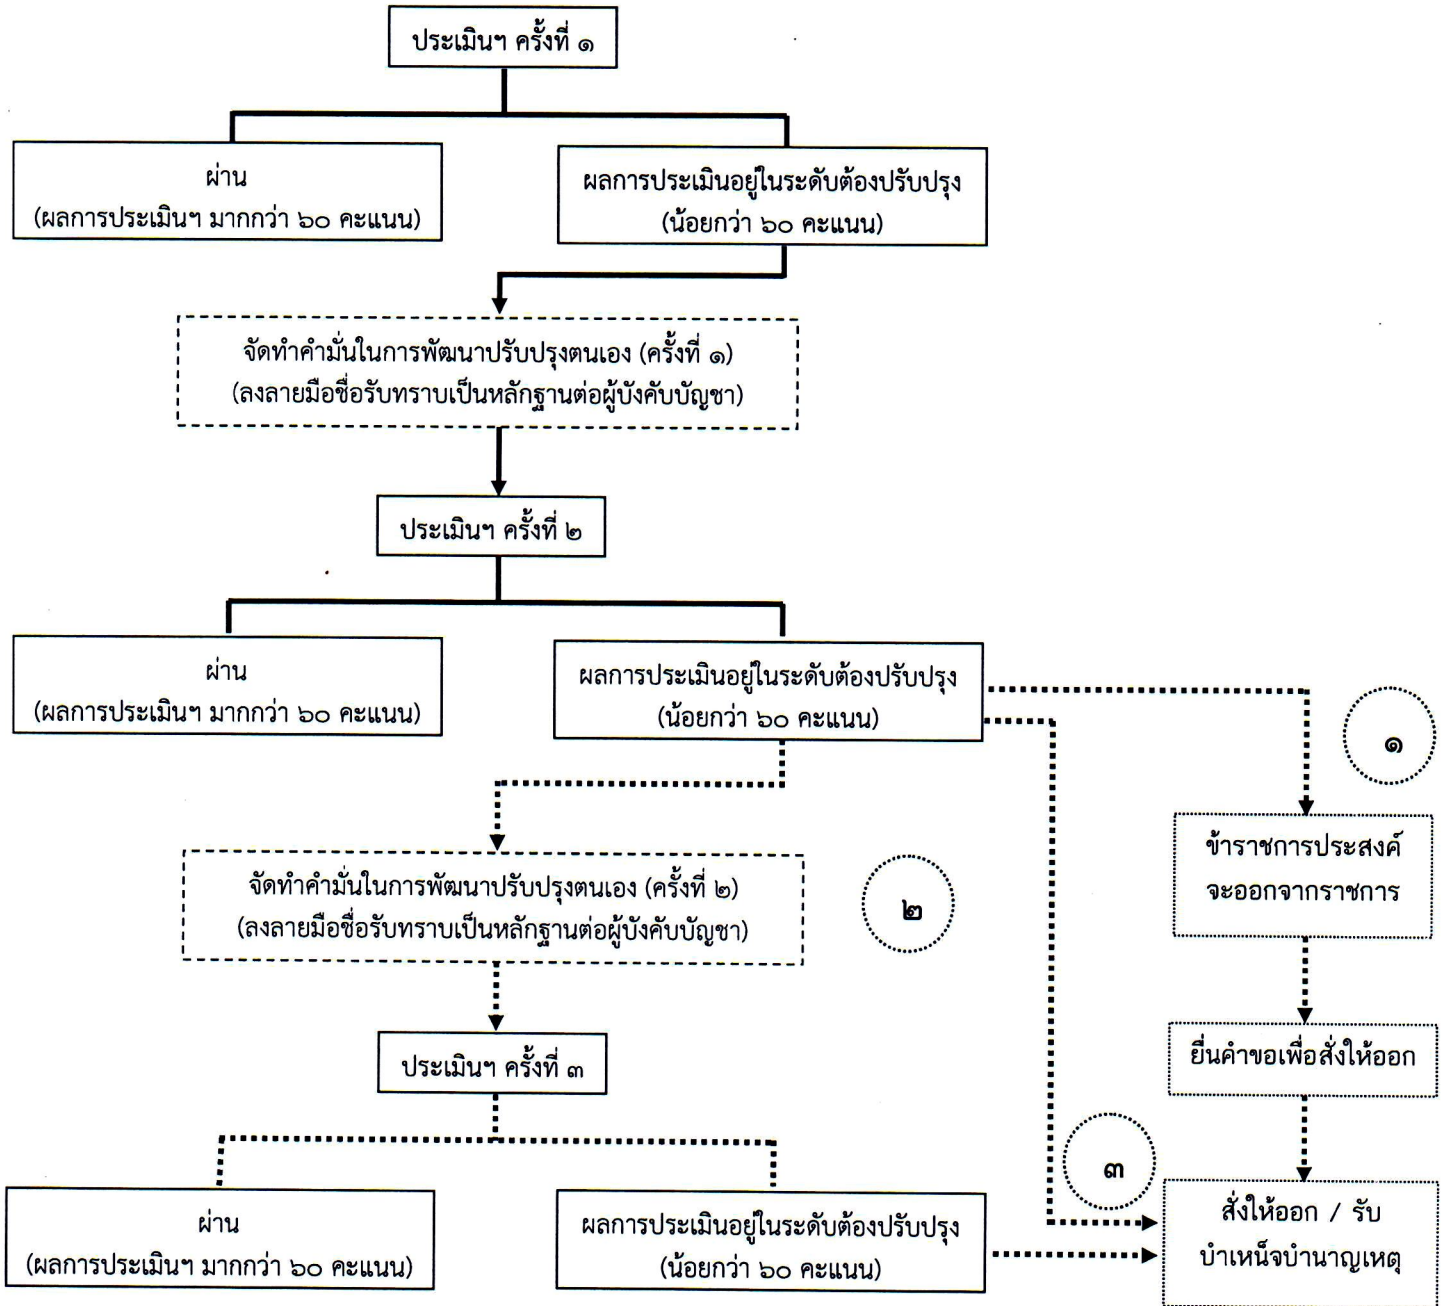 ประเมินฯ ครั้งที่ ๑
ผ่าน
(ผลการประเมินฯ มากกว่า ๖๐ คะแนน)
ผลการประเมินอยู่ในระดับต้องปรับปรุง
(น้อยกว่า ๖๐ คะแนน)
จัดทำคำมั่นในการพัฒนาปรับปรุงตนเอง (ครั้งที่ ๑)
(ลงลายมือชื่อรับทราบเป็นหลักฐานต่อผู้บังคับบัญชา)
ประเมินฯ ครั้งที่ ๒
ผ่าน
(ผลการประเมินฯ มากกว่า ๖๐ คะแนน)
ผลการประเมินอยู่ในระดับต้องปรับปรุง
(น้อยกว่า ๖๐ คะแนน)
๑
ข้าราชการประสงค์
จะออกจากราชการ
จัดทำคำมั่นในการพัฒนาปรับปรุงตนเอง (ครั้งที่ ๒)
(ลงลายมือชื่อรับทราบเป็นหลักฐานต่อผู้บังคับบัญชา)
๒
ยื่นคำขอเพื่อสั่งให้ออก
ประเมินฯ ครั้งที่ ๓
๓
ผ่าน
(ผลการประเมินฯ มากกว่า ๖๐ คะแนน)
ผลการประเมินอยู่ในระดับต้องปรับปรุง
(น้อยกว่า ๖๐ คะแนน)
สั่งให้ออก / รับ
บำเหน็จบำนาญเหตุ